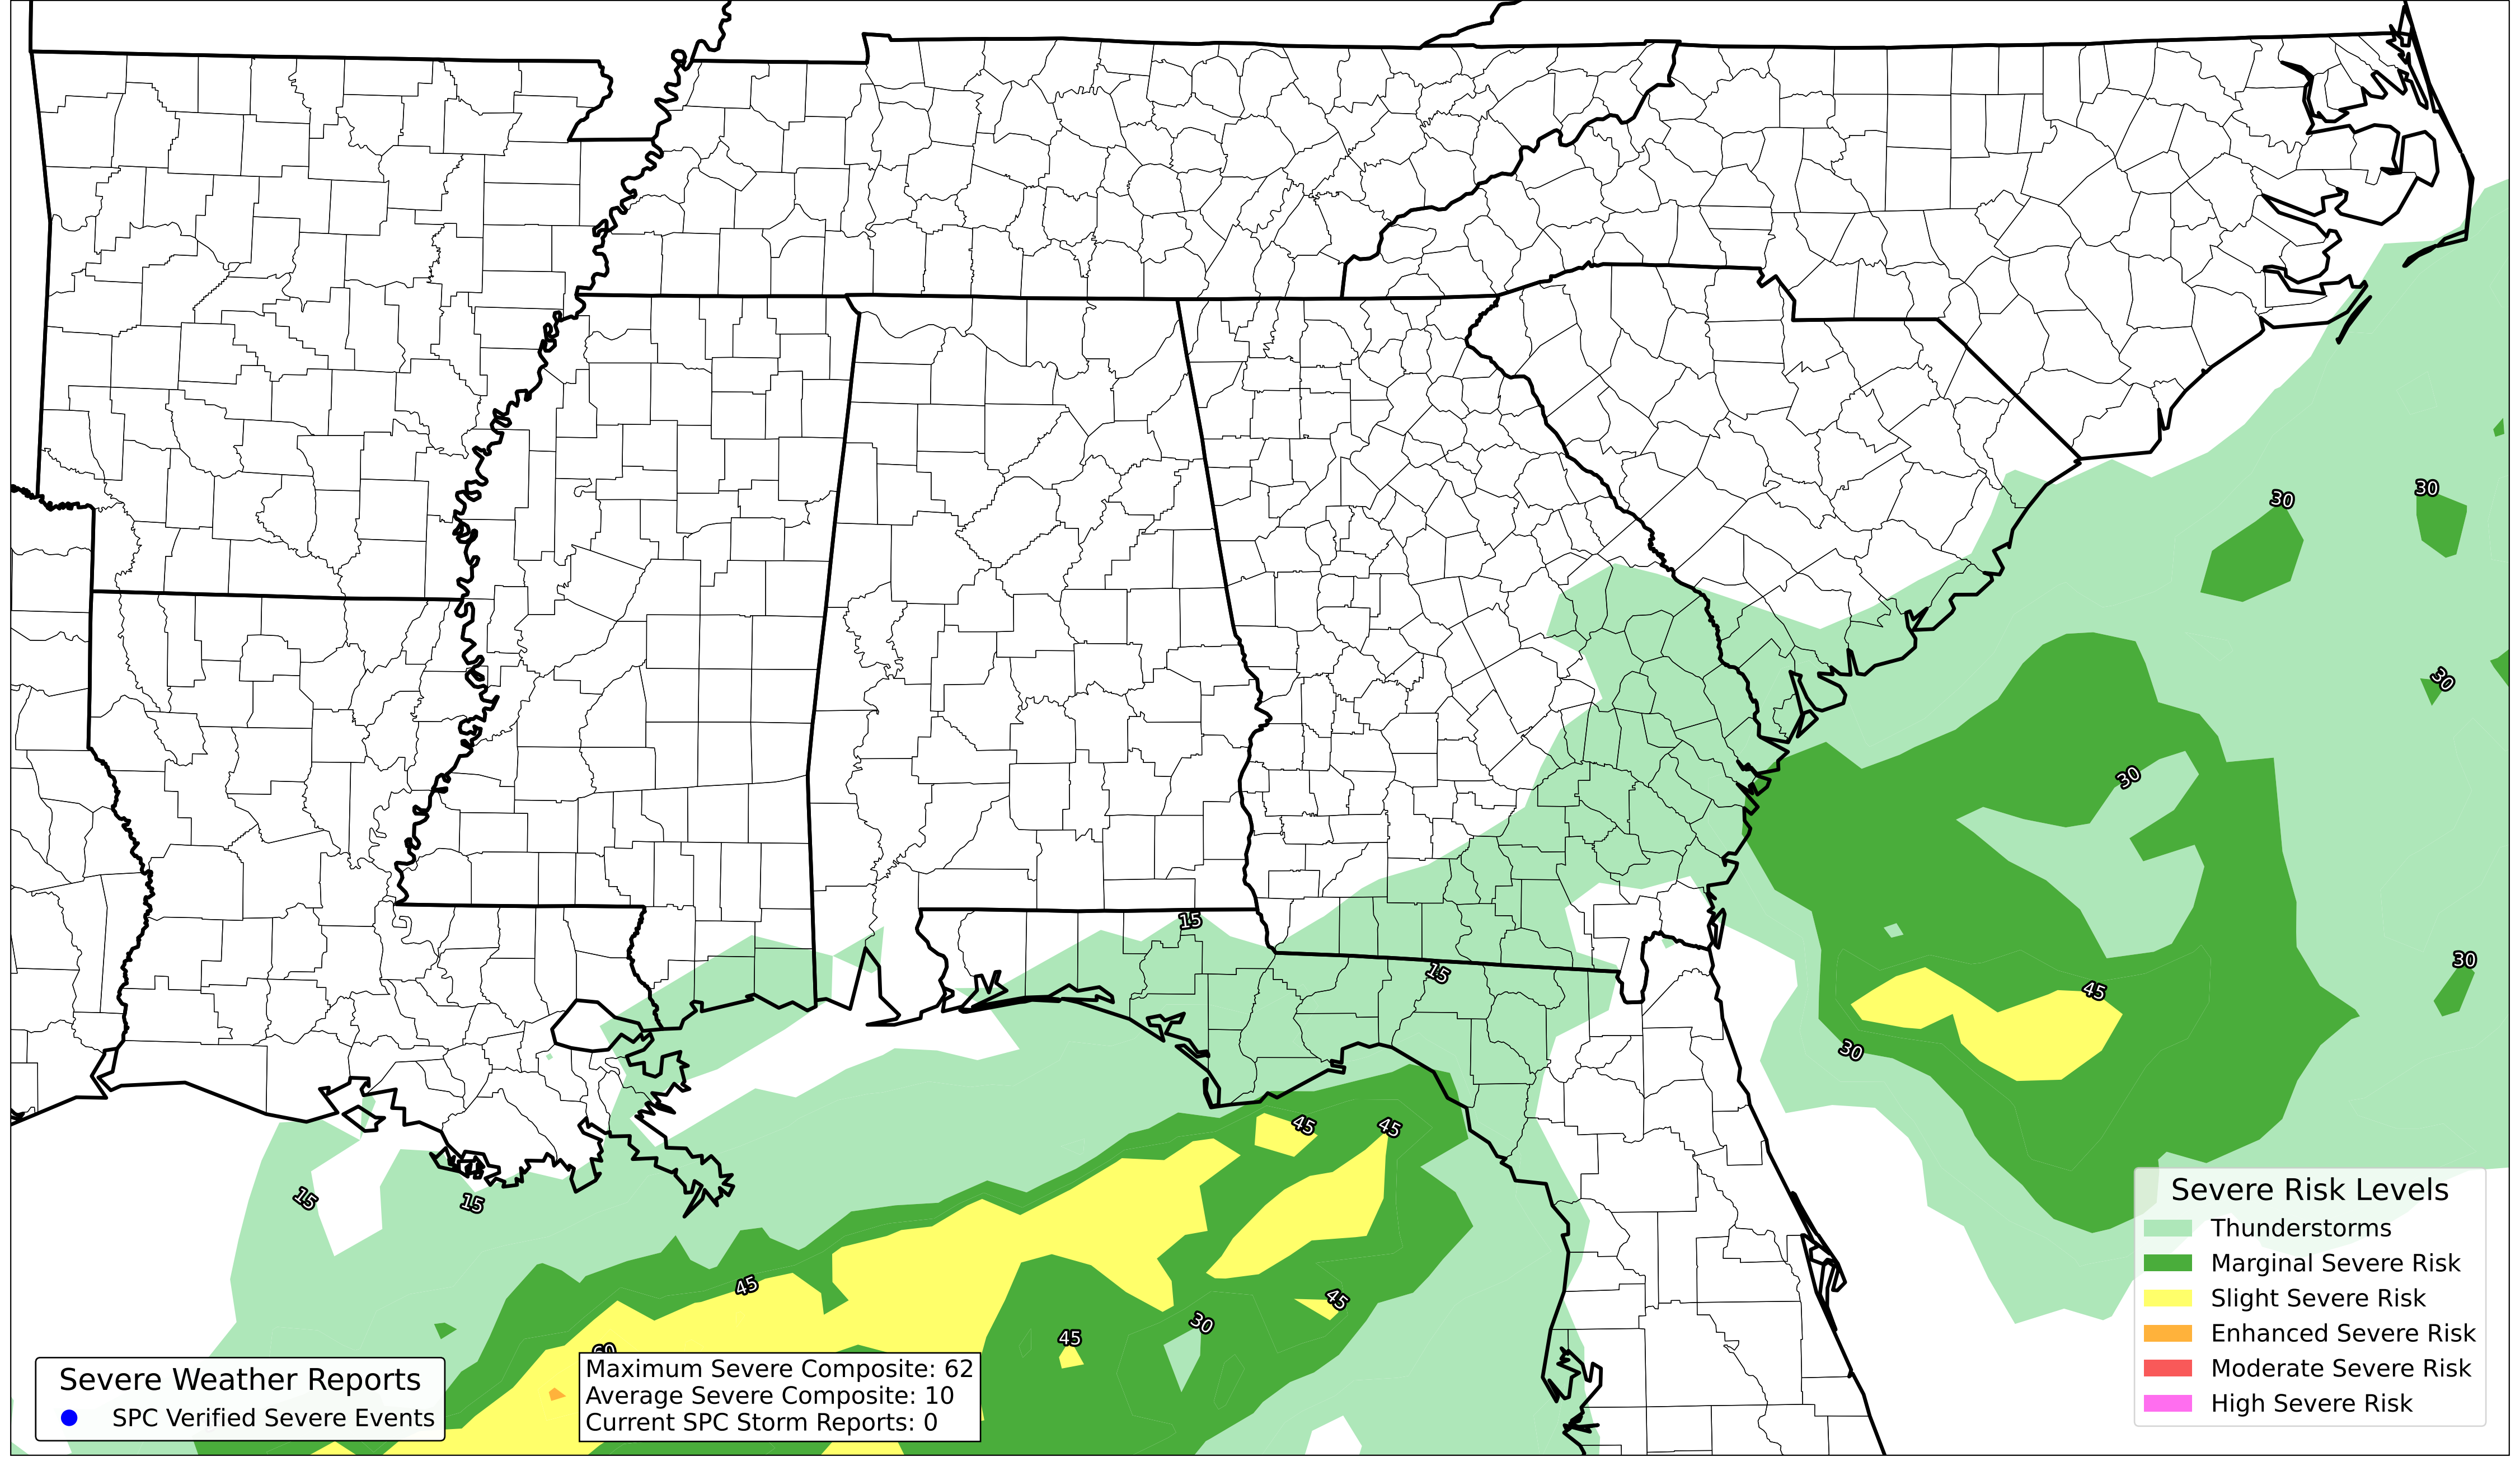 30
30
30
30
15
30
15
45
30
45
45
15
15
45
45
30
45
60
Severe Weather Reports
SPC Verified Severe Events
Maximum Severe Composite: 62
Average Severe Composite: 10
Current SPC Storm Reports: 0
Severe Risk Levels
Thunderstorms
Marginal Severe Risk
Slight Severe Risk
Enhanced Severe Risk
Moderate Severe Risk
High Severe Risk